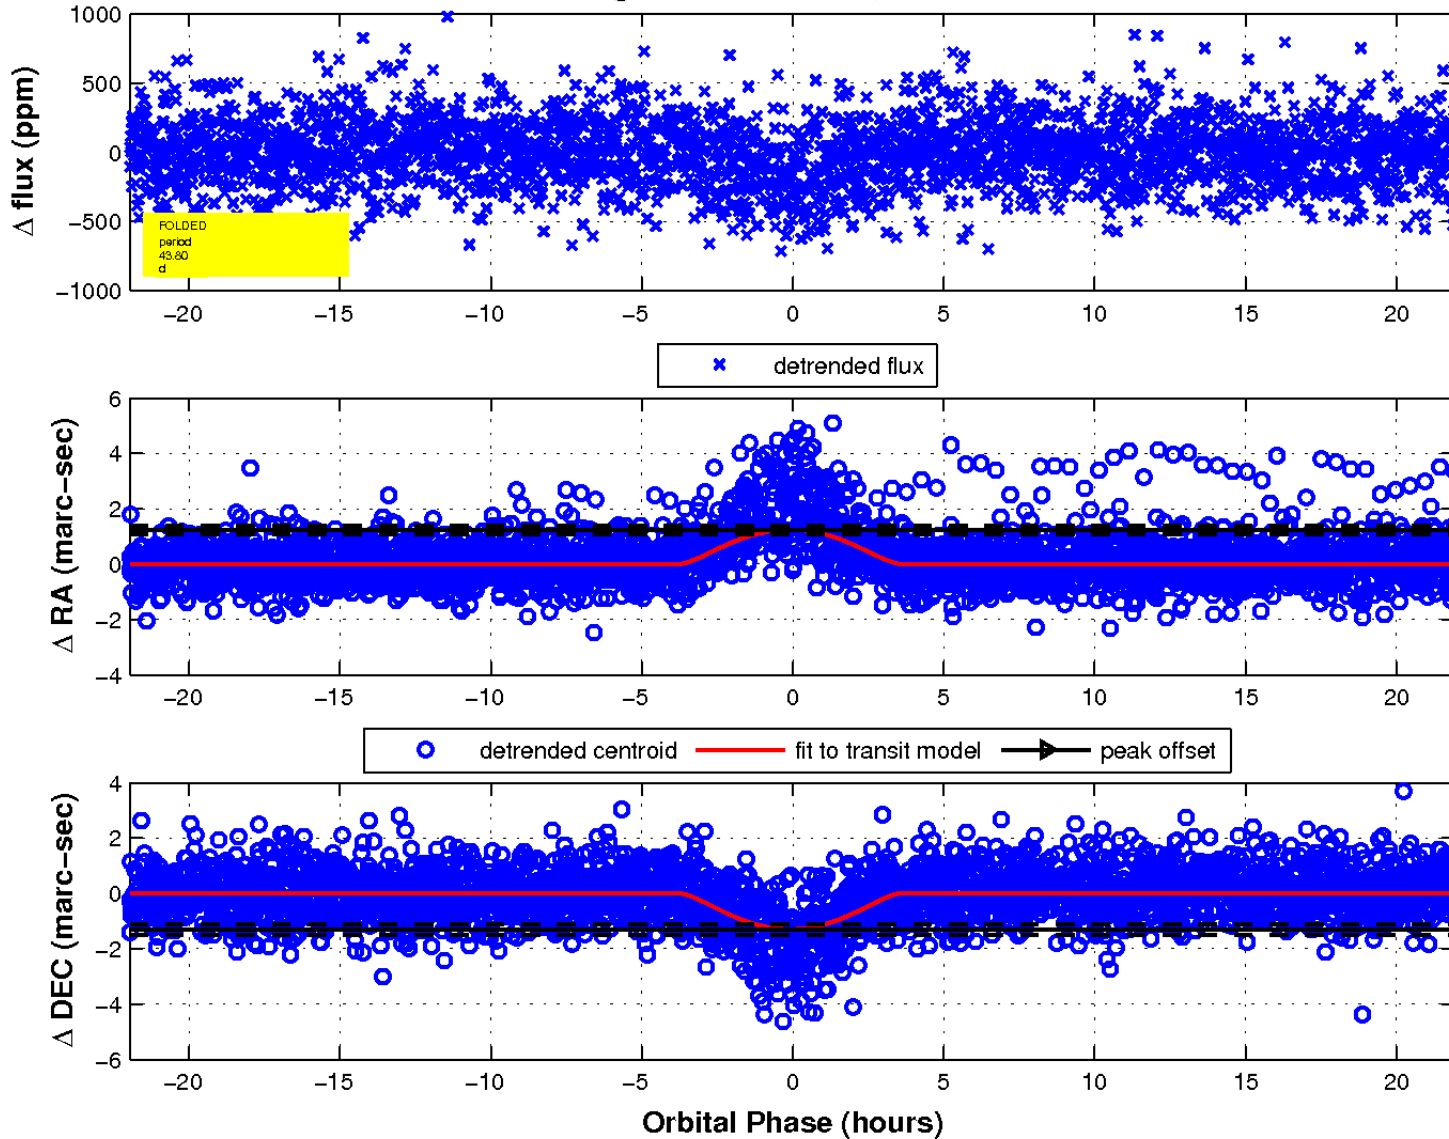 1000
500
0
−500
−1000
Δ flux (ppm)
FOLDED
period
43.80
d
−20 −15 −10 −5 0 5 10 15 20
detrended flux
6
4
2
0
−2
−4
Δ RA (marc−sec)
−20 −15 −10 −5 0 5 10 15 20
detrended centroid fit to transit model peak offset
4
2
0
−2
−4
−6
Δ DEC (marc−sec)
−20 −15 −10 −5 0 5 10 15 20
Orbital Phase (hours)